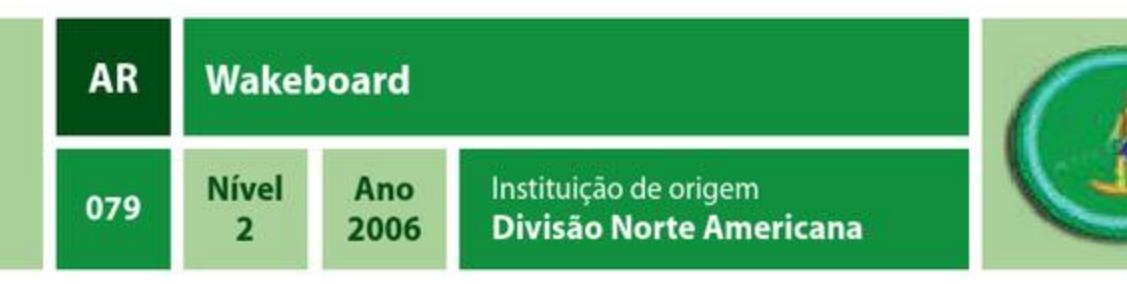 AR
Wakeboard
079
Nível
2
Ano
2006
Instituição de origem
Divisão Norte Americana